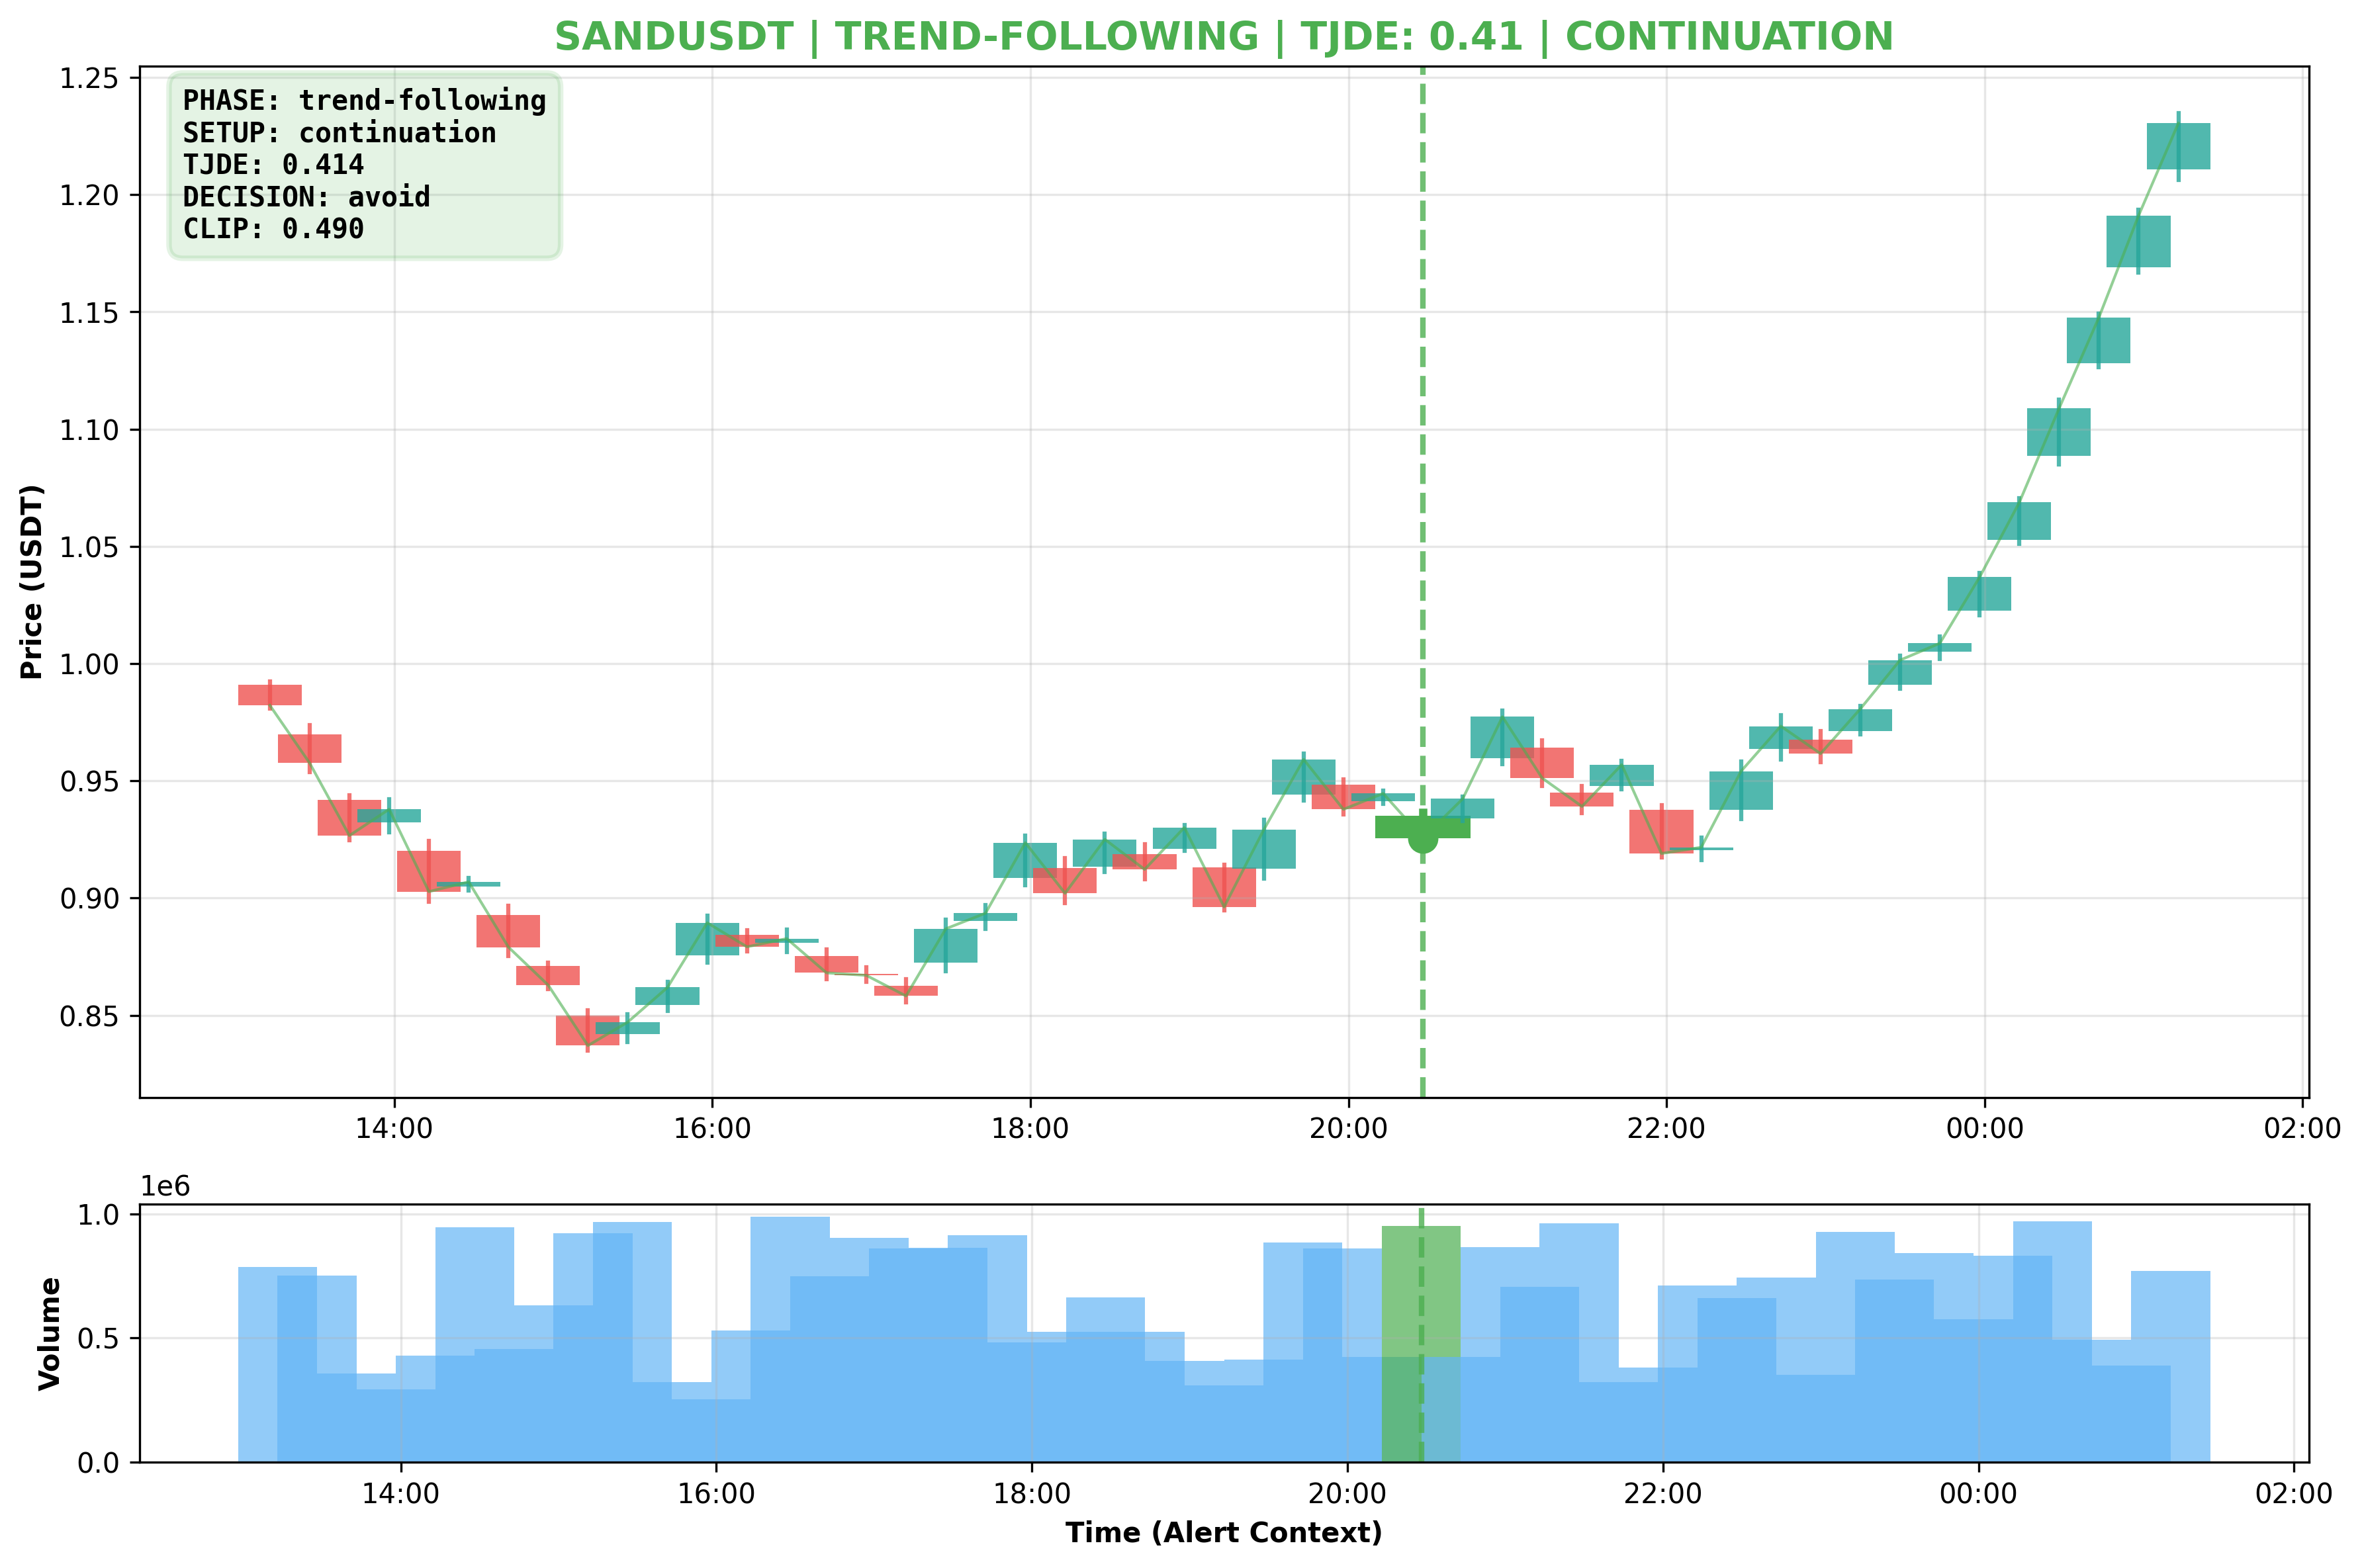 SANDUSDT | TREND-FOLLOWING | TJDE: 0.41 | CONTINUATION
PHASE: trend-following
SETUP: continuation
TJDE: 0.414
DECISION: avoid
CLIP: 0.490
Price (USDT)
1.25
1.20
1.15
1.10
1.05
1.00
0.95
0.90
0.85
14:00 16:00 18:00 20:00 22:00 00:00 02:00
1e6
Volume
1.0
0.5
0.0
14:00 16:00 18:00 20:00 22:00 00:00 02:00
Time (Alert Context)